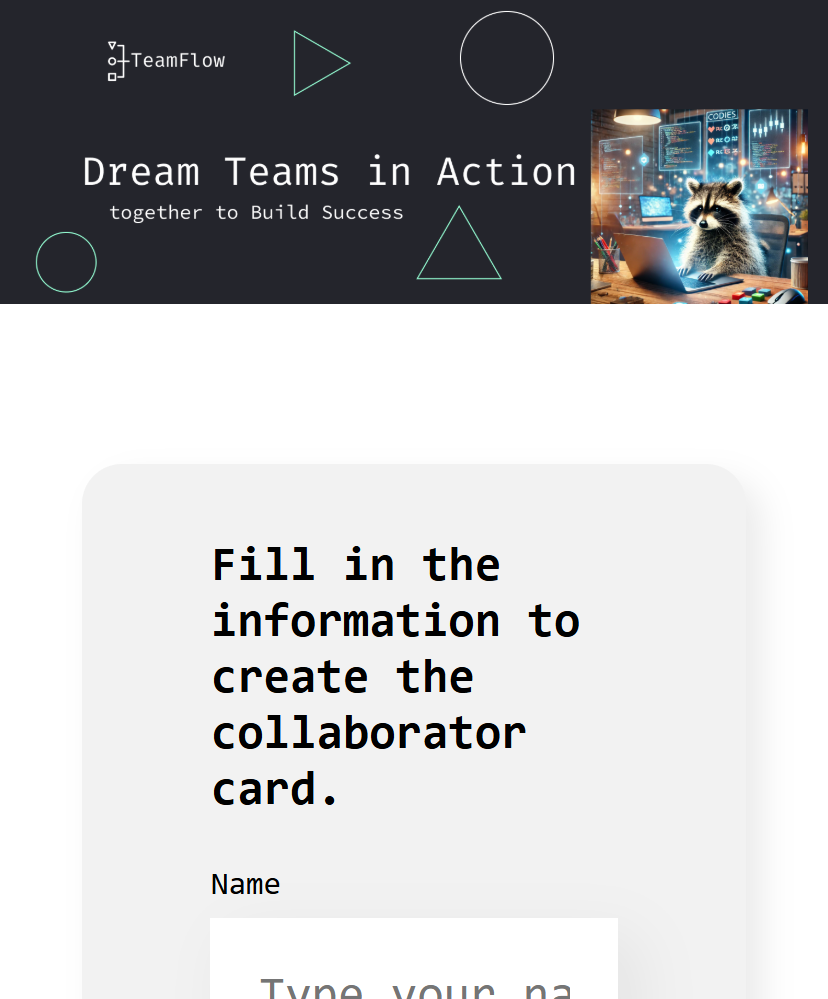 TeamFlow
CODIES
Dream Teams in Action
together to Build Success
Fill in the
information to
create the
collaborator
card.
Name
Type your na